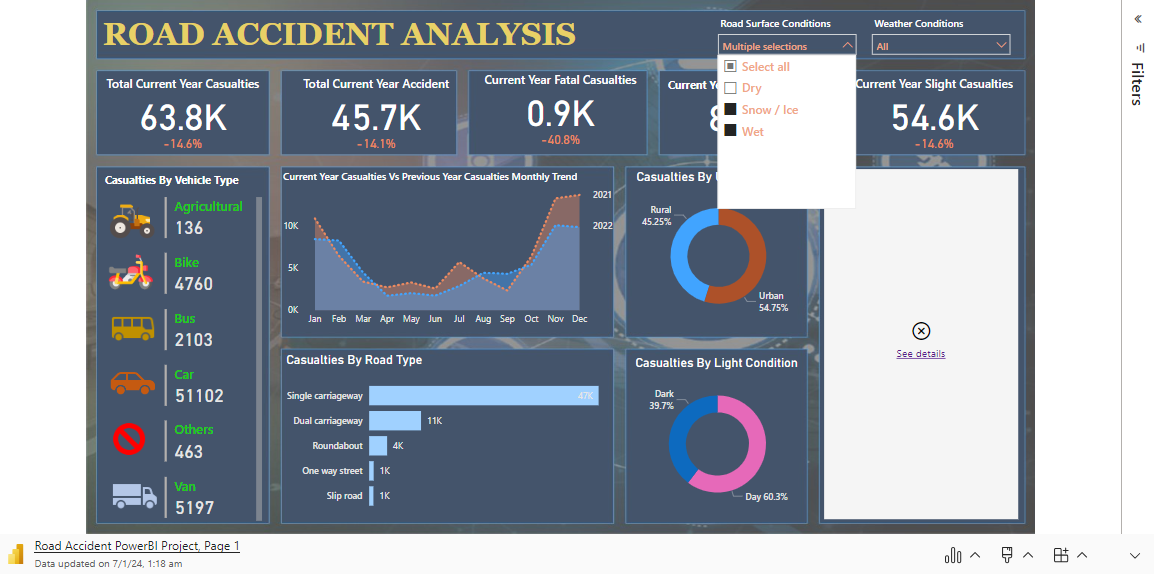 ROAD ACCIDENT ANALYSIS
Road Surface Conditions
Multiple selections
Select all
Dry
Snow / Ice
Wet
Weather Conditions
All
Filters
Total Current Year Casualties
63.8K
-14.6%
Total Current Year Accident
45.7K
-14.1%
Current Year Fatal Casualties
0.9K
-40.8%
Current Y
Current Year Slight Casualties
54.6K
-14.6%
Casualties By Vehicle Type
Agricultural
136
Bike
4760
Bus
2103
Car
51102
Others
463
Van
5197
Current Year Casualties Vs Previous Year Casualties Monthly Trend
2021
2022
10K
5K
0K
Jan Feb Mar Apr May Jun Jul Aug Sep Oct Nov Dec
Casualties By
Rural
45.25%
Urban
54.75%
See details
Casualties By Road Type
Single carriageway 47K
Dual carriageway 11K
Roundabout 4K
One way street 1K
Slip road 1K
Casualties By Light Condition
Dark
39.7%
Day 60.3%
Road Accident PowerBI Project, Page 1
Data updated on 7/1/24, 1:18 am